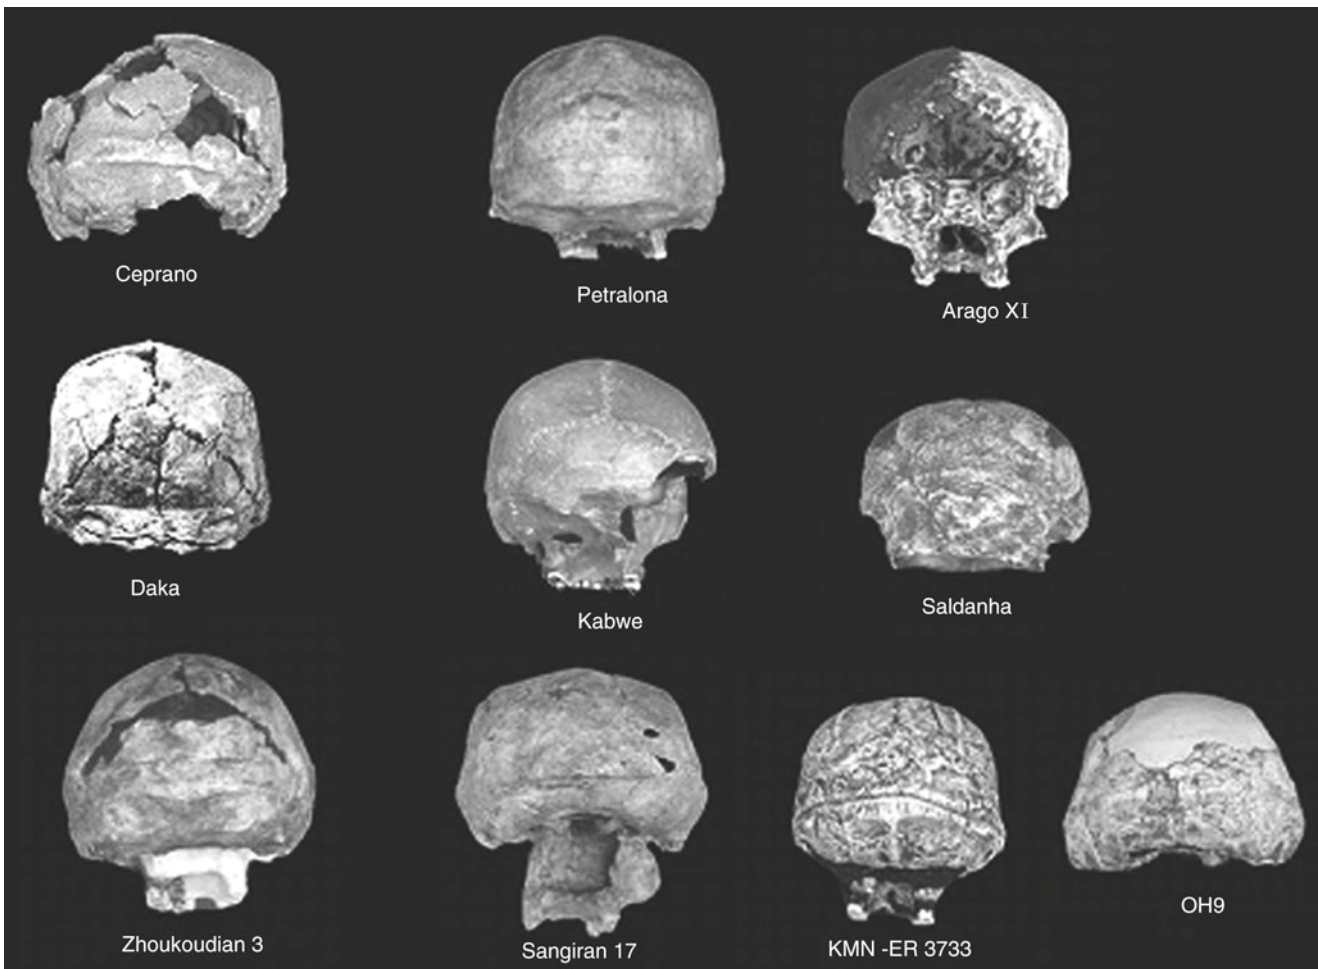 Ceprano
Petralona
Arago XI
Daka
Kabwe
Saldanha
Zhoukoudian 3
Sangiran 17
KMN -ER 3733
OH9